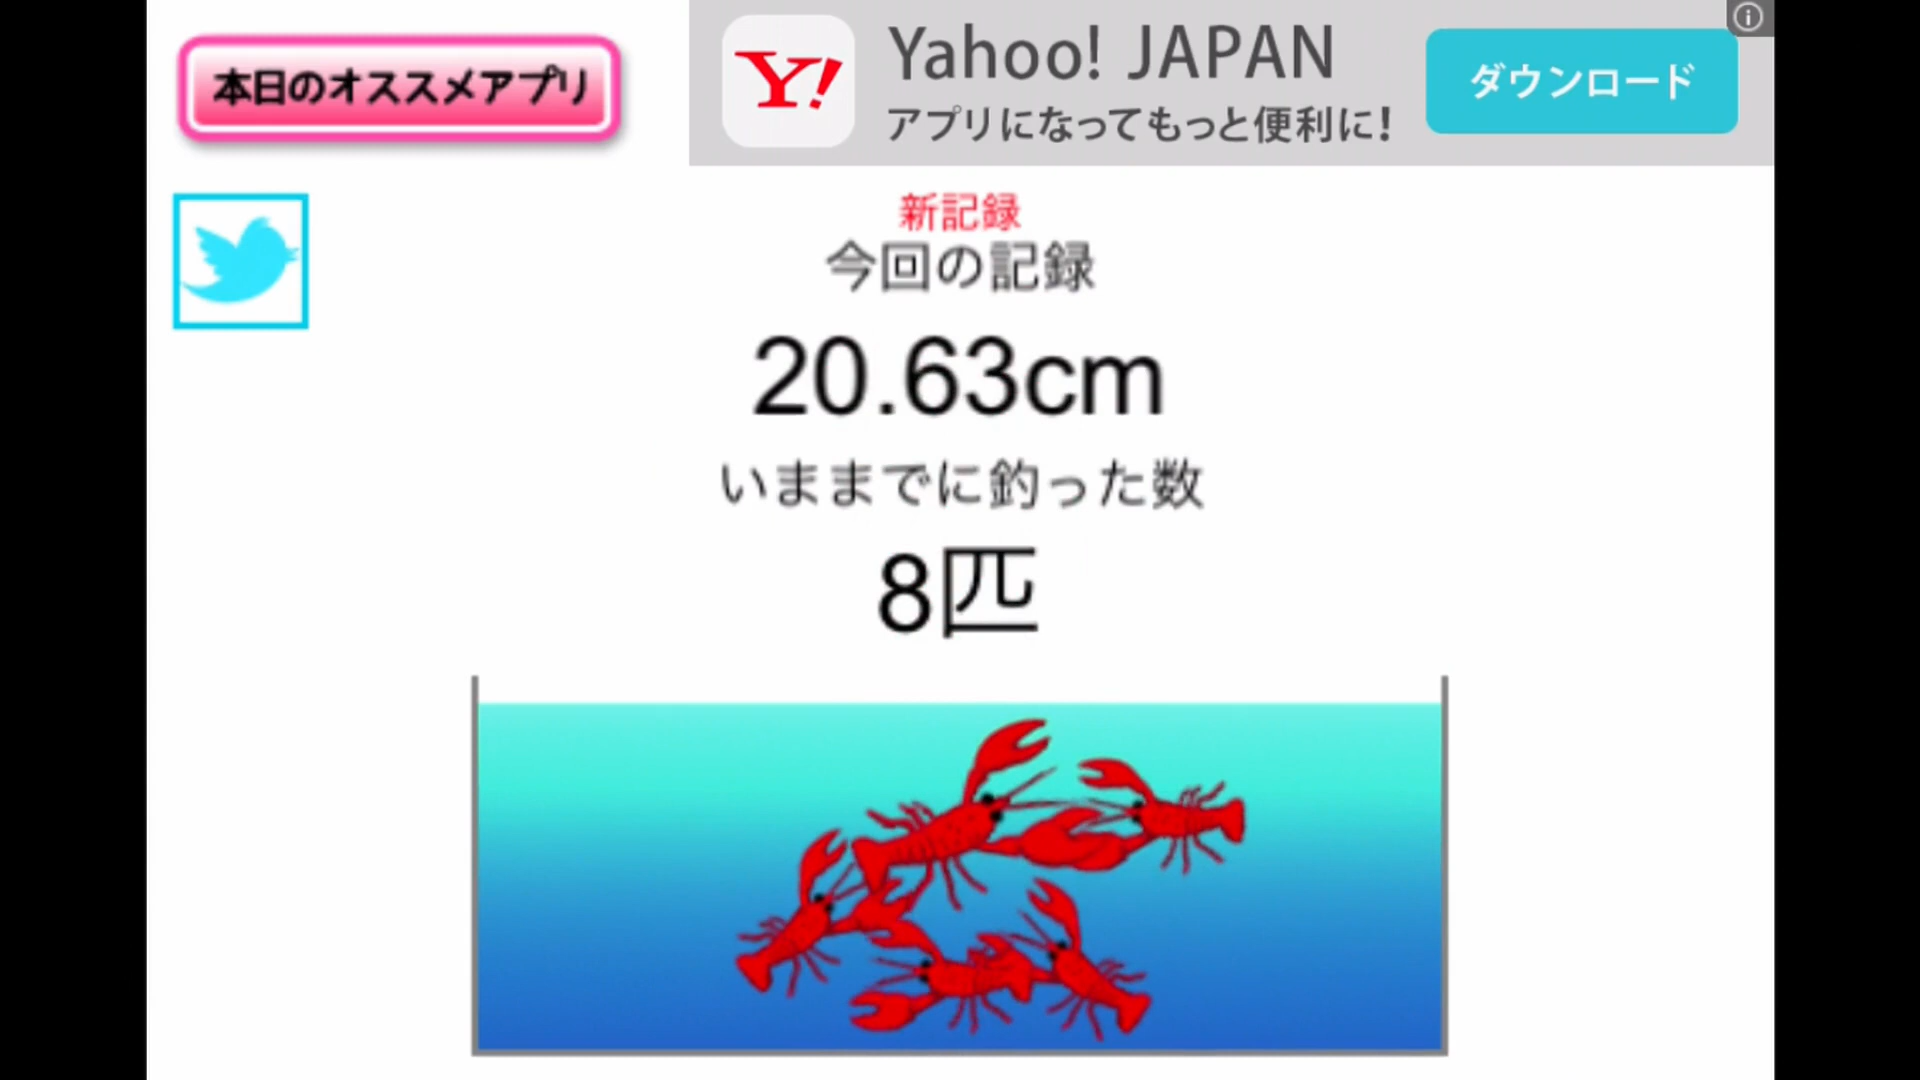 本日のオススメアプリ
Y!
Yahoo! JAPAN
アプリになってもっと便利に!
ダウンロード
新記録
今回の記録
20.63cm
いままでに釣った数
8匹